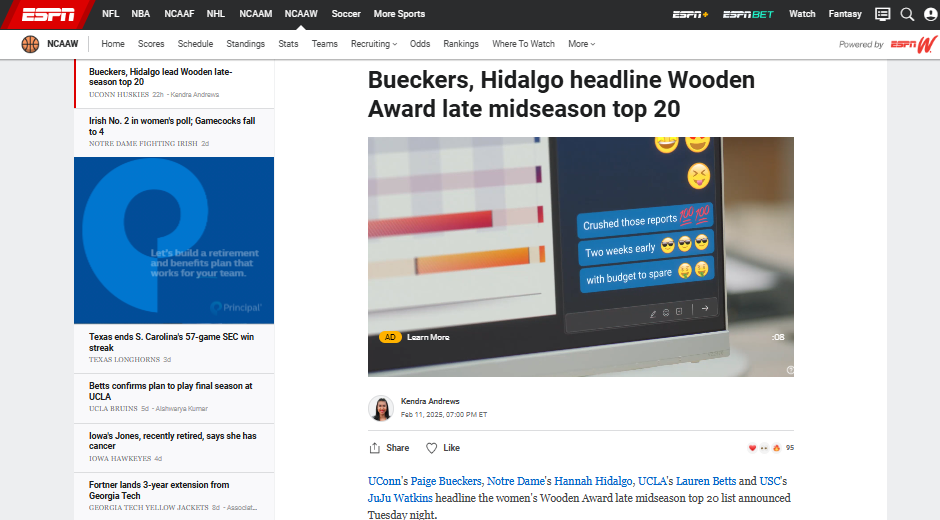 ESPN NFL NBA NCAAF NHL NCAAM NCAAW Soccer More Sports ESPN+ ESPN BET Watch Fantasy
NCAAW Home Scores Schedule Standings Stats Teams Recruiting Odds Rankings Where To Watch More Powered by ESPN W
Bueckers, Hidalgo lead Wooden late-
season top 20
UCONN HUSKIES 22h - Kendra Andrews
Irish No. 2 in women's poll; Gamecocks fall
to 4
NOTRE DAME FIGHTING IRISH 2d
Let's build a retirement
and benefits plan that
works for your team.
Principal
Texas ends S. Carolina's 57-game SEC win
streak
TEXAS LONGHORNS 3d
Betts confirms plan to play final season at
UCLA
UCLA BRUINS 5d - Aishwarya Kumar
Iowa's Jones, recently retired, says she has
cancer
IOWA HAWKEYES 4d
Fortner lands 3-year extension from
Georgia Tech
GEORGIA TECH YELLOW JACKETS 8d - Associat...
Bueckers, Hidalgo headline Wooden
Award late midseason top 20
Crushed those reports 💯 💯
Two weeks early 😎 😎 😎
with budget to spare 🤑 🤑
AD Learn More :08
Kendra Andrews
Feb 11, 2025, 07:00 PM ET
Share Like 95
UConn's Paige Bueckers, Notre Dame's Hannah Hidalgo, UCLA's Lauren Betts and USC's
JuJu Watkins headline the women's Wooden Award late midseason top 20 list announced
Tuesday night.